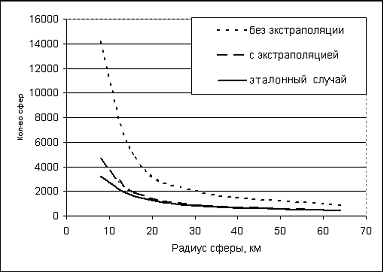 16000
14000
12000
10000
8000
6000
4000
2000
0
Кол-во сфер
без экстраполяции
с экстраполяцией
эталонный случай
0 10 20 30 40 50 60 70
Радиус сферы, км